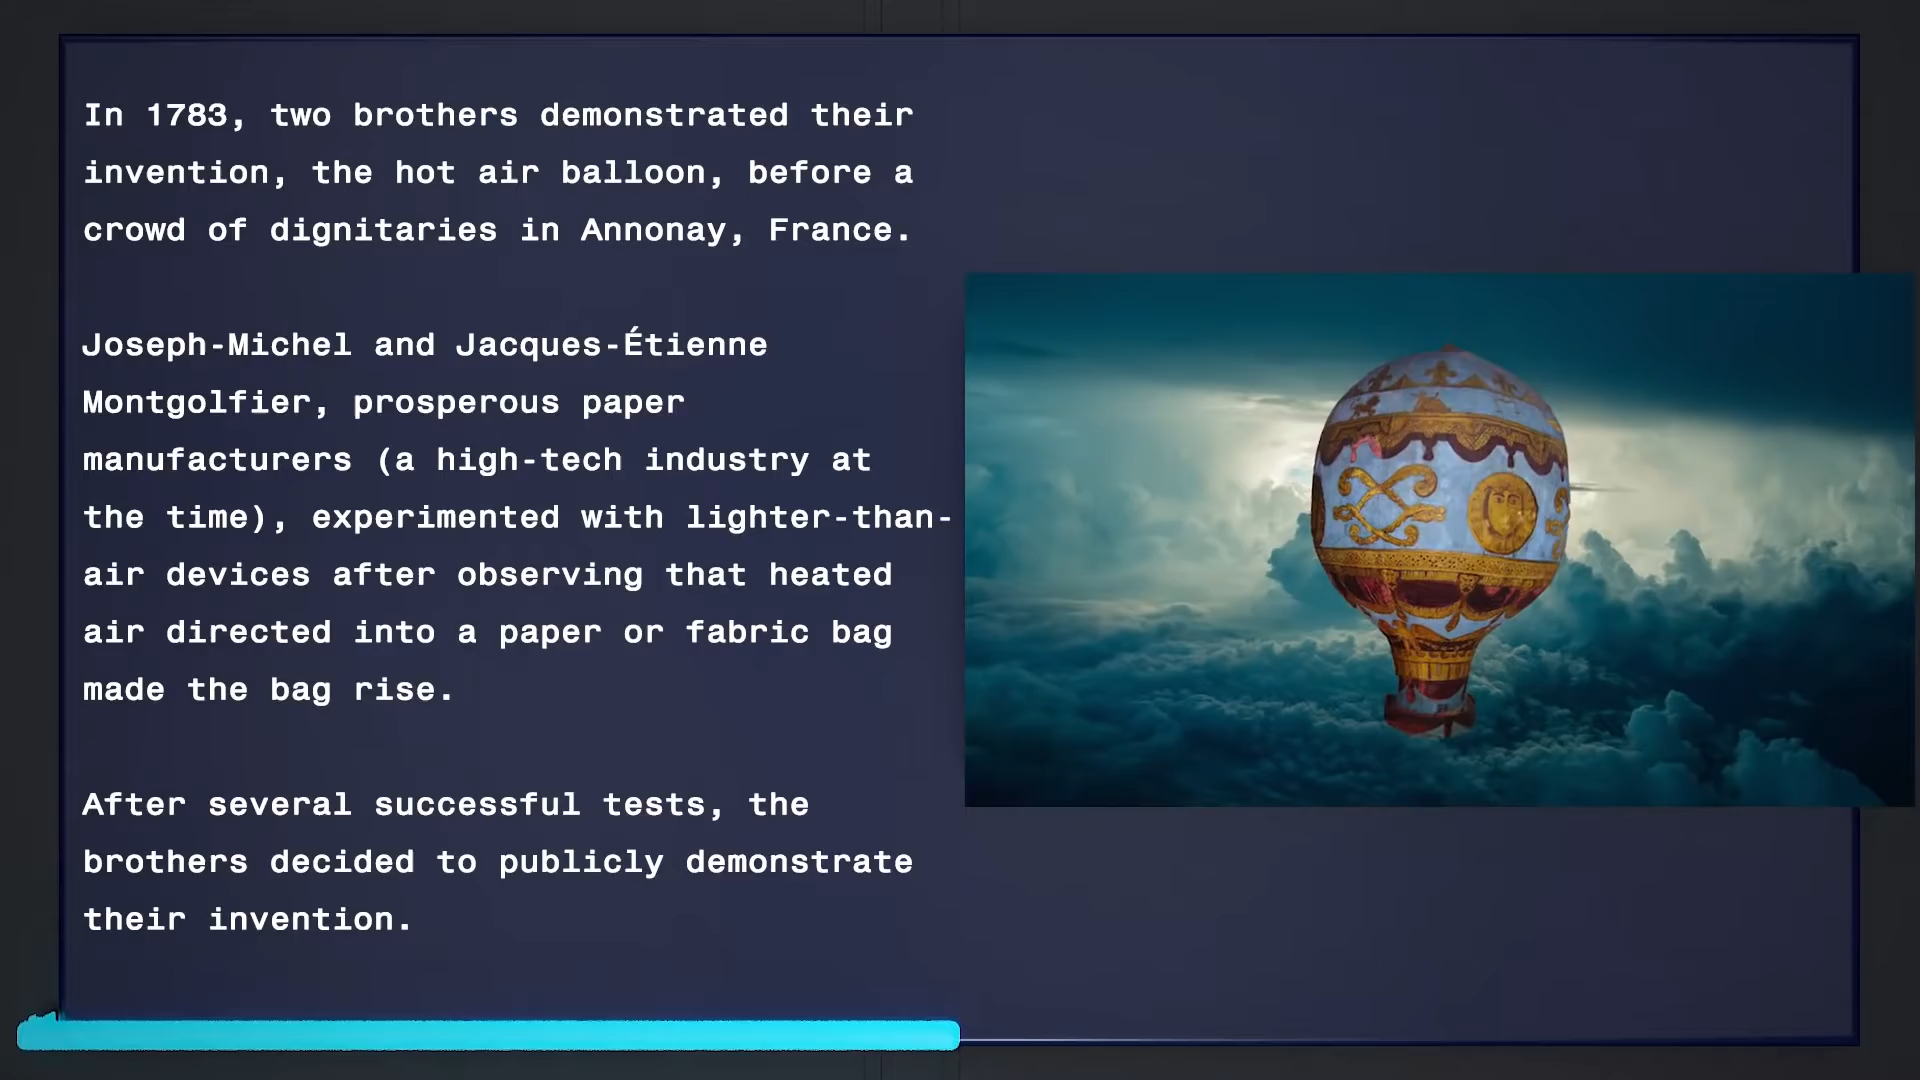 In 1783, two brothers demonstrated their
invention, the hot air balloon, before a
crowd of dignitaries in Annonay, France.
Joseph-Michel and Jacques-Étienne
Montgolfier, prosperous paper
manufacturers (a high-tech industry at
the time), experimented with lighter-than-
air devices after observing that heated
air directed into a paper or fabric bag
made the bag rise.
After several successful tests, the
brothers decided to publicly demonstrate
their invention.